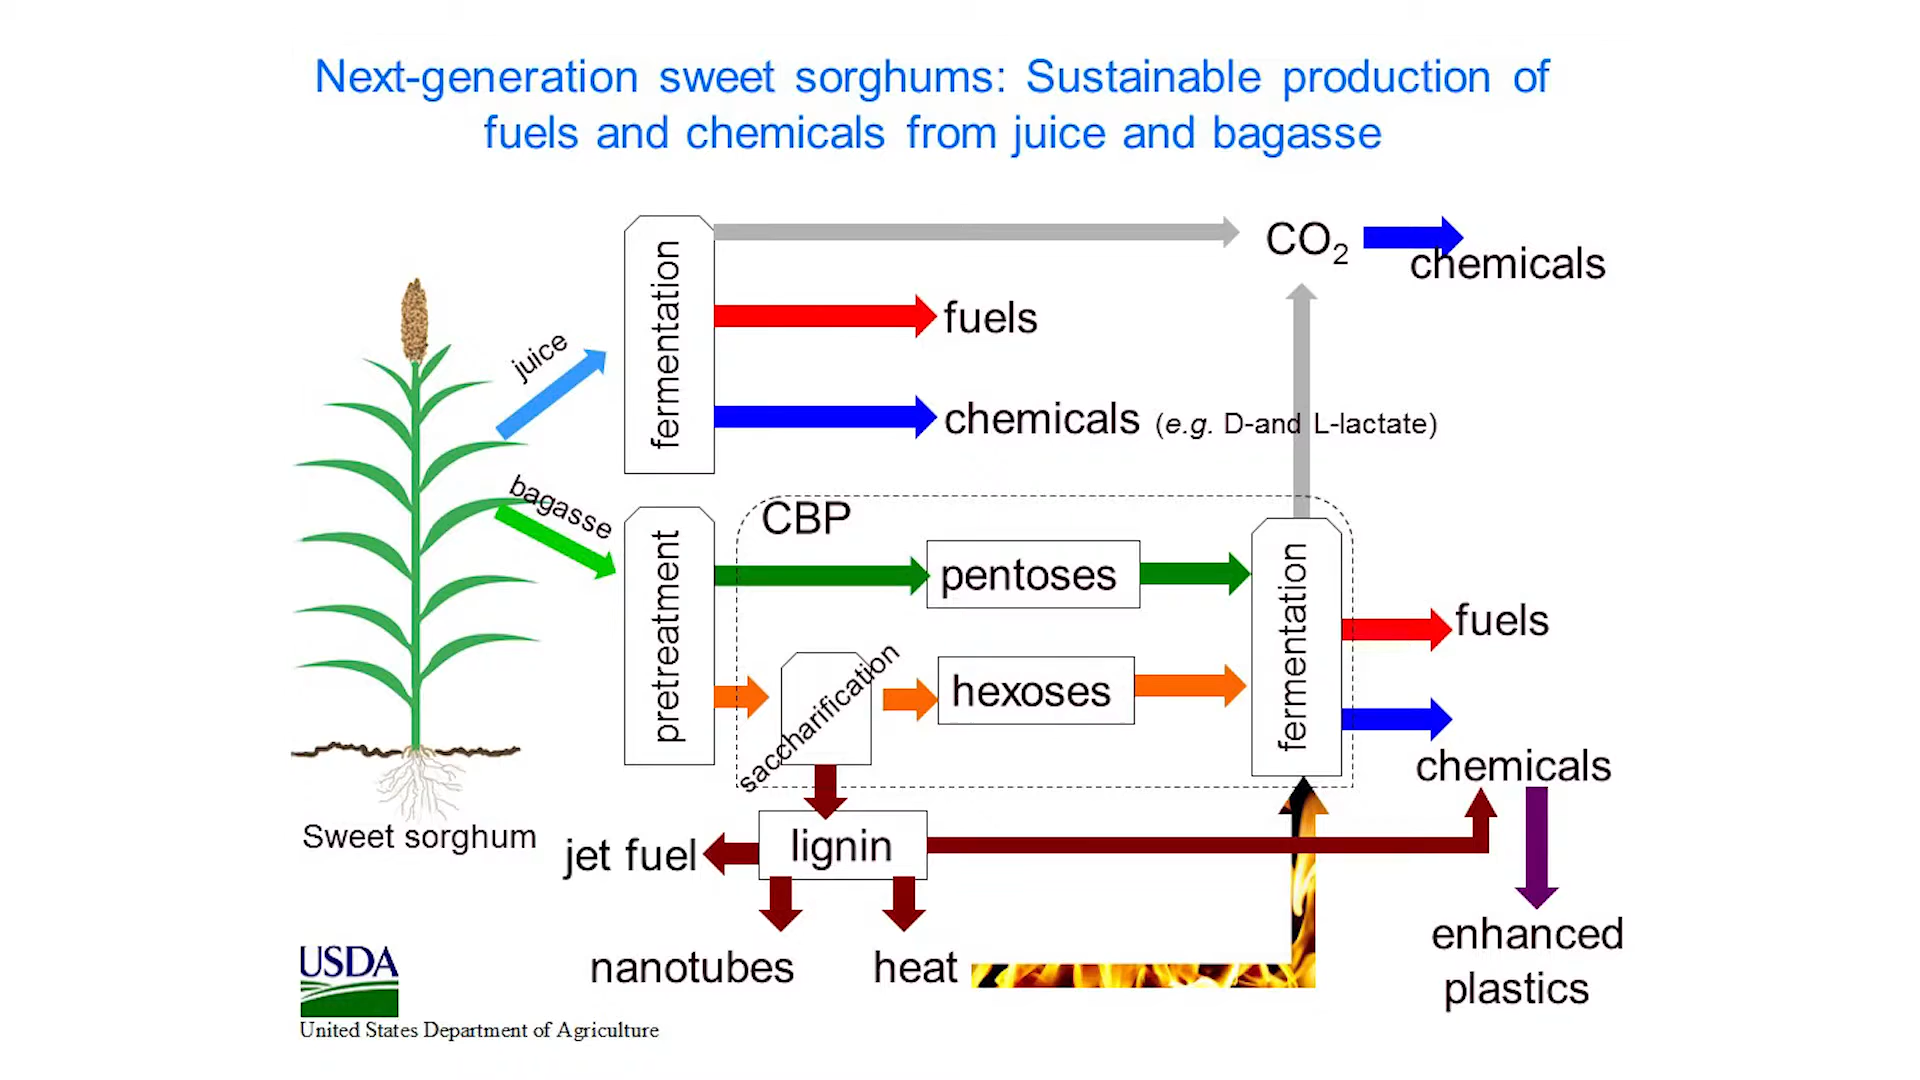 Next-generation sweet sorghums: Sustainable production of
fuels and chemicals from juice and bagasse
CO2
chemicals
fermentation
fuels
juice
chemicals (e.g. D-and L-lactate)
bagasse
CBP
pretreatment
pentoses
fermentation
fuels
saccharification
hexoses
chemicals
Sweet sorghum
jet fuel
lignin
enhanced
plastics
nanotubes
heat
USDA
United States Department of Agriculture